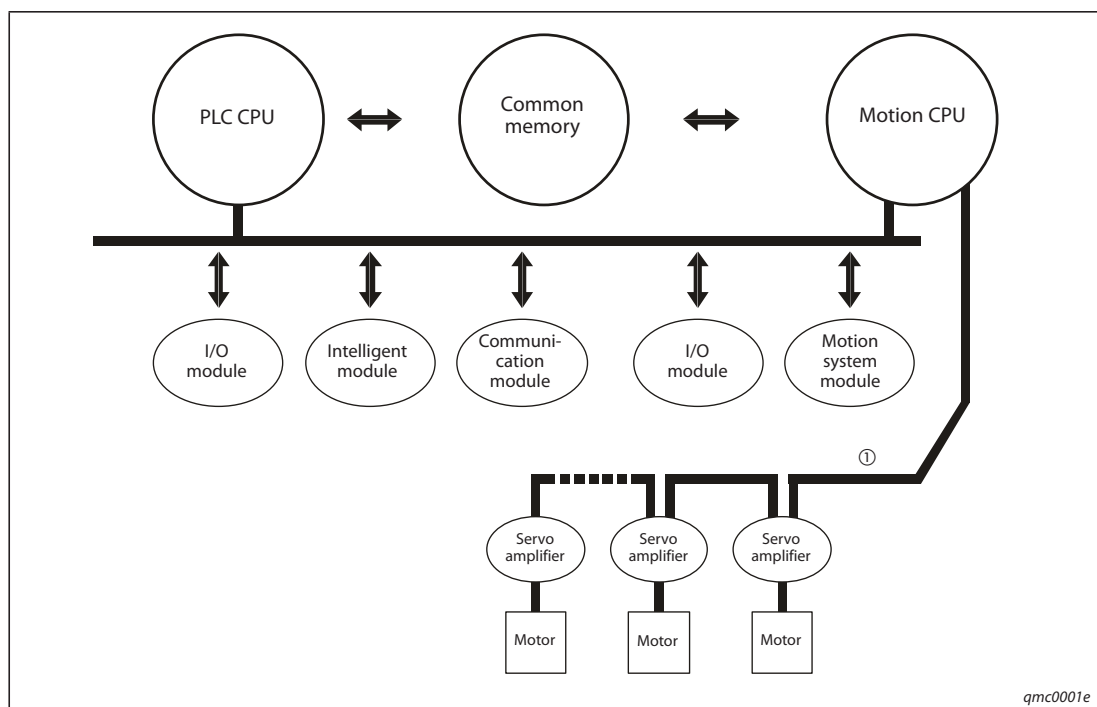 PLC CPU
Common
memory
Motion CPU
I/O
module
Intelligent
module
Communi-
cation
module
I/O
module
Motion
system
module
①
Servo
amplifier
Servo
amplifier
Servo
amplifier
Motor
Motor
Motor
qmc0001e